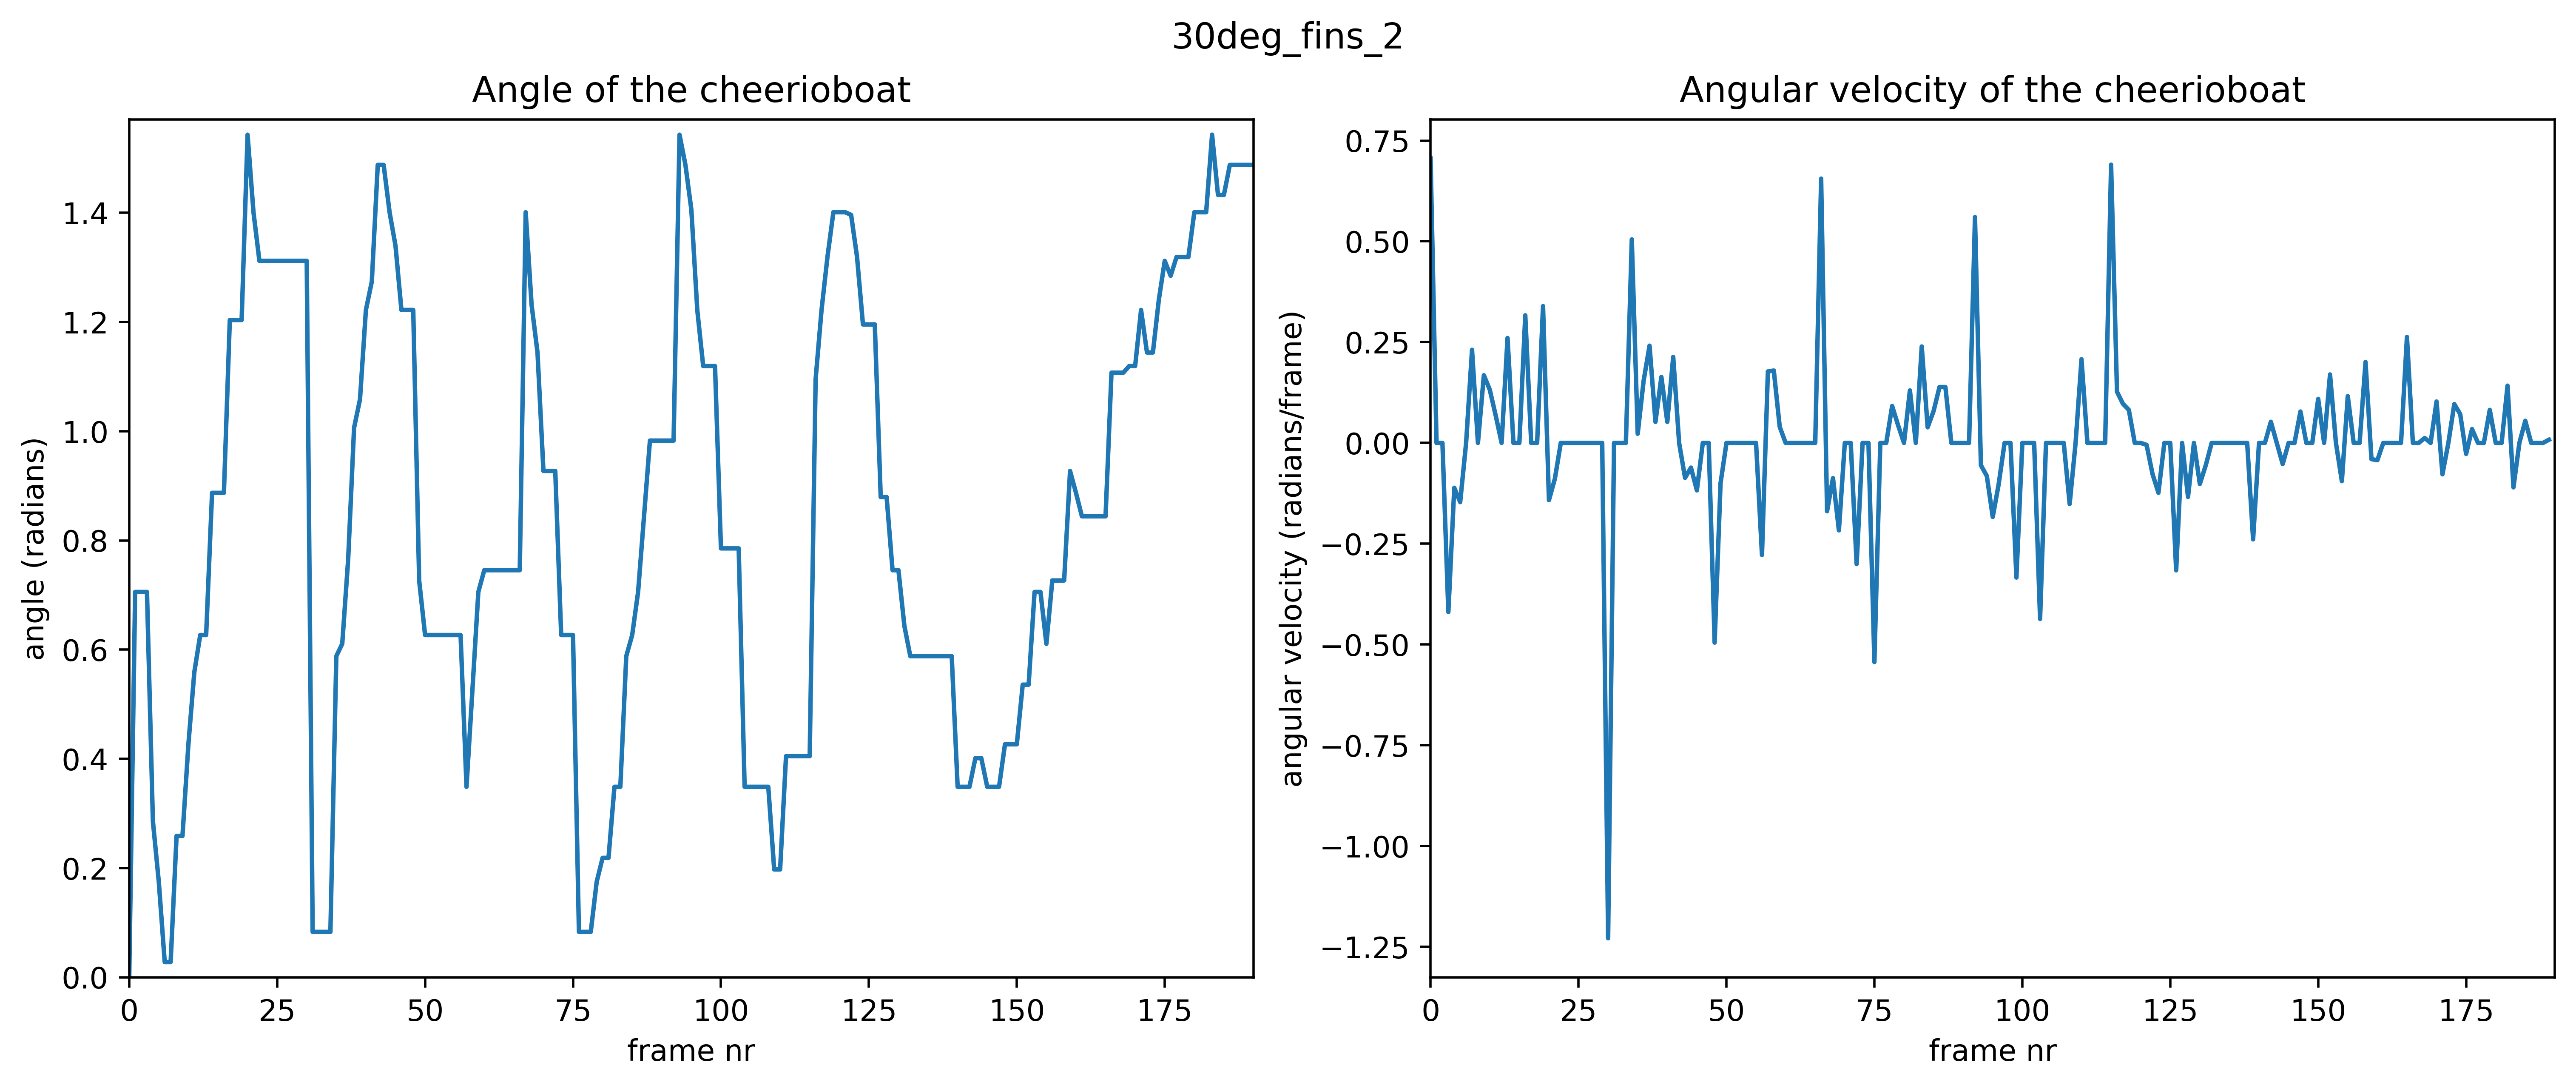 30deg_fins_2
Angle of the cheerioboat
angle (radians)
1.4
1.2
1.0
0.8
0.6
0.4
0.2
0.0
0 25 50 75 100 125 150 175
frame nr
Angular velocity of the cheerioboat
angular velocity (radians/frame)
0.75
0.50
0.25
0.00
−0.25
−0.50
−0.75
−1.00
−1.25
0 25 50 75 100 125 150 175
frame nr